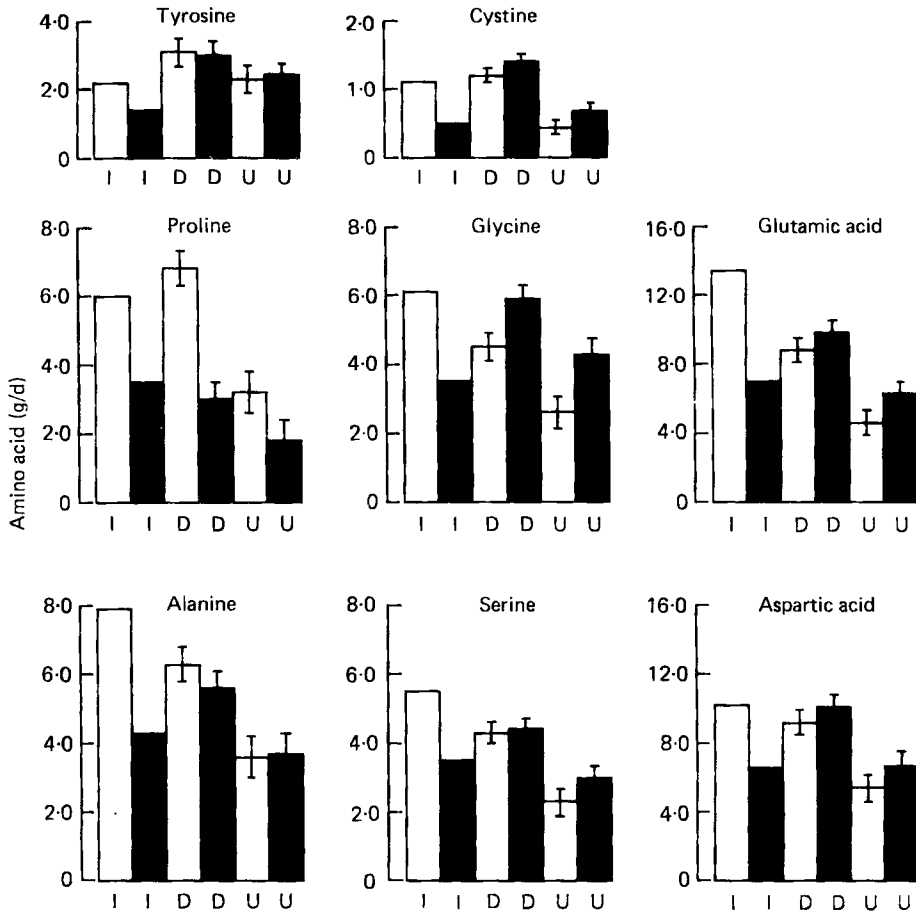 Tyrosine
4·0
2·0
0
I I D D U U
Cystine
2·0
1·0
0
I I D D U U
Amino acid (g/d)
Proline
8·0
6·0
4·0
2·0
0
I I D D U U
Glycine
8·0
6·0
4·0
2·0
0
I I D D U U
Glutamic acid
16·0
12·0
8·0
4·0
0
I I D D U U
Alanine
8·0
6·0
4·0
2·0
0
I I D D U U
Serine
8·0
6·0
4·0
2·0
0
I I D D U U
Aspartic acid
16·0
12·0
8·0
4·0
0
I I D D U U